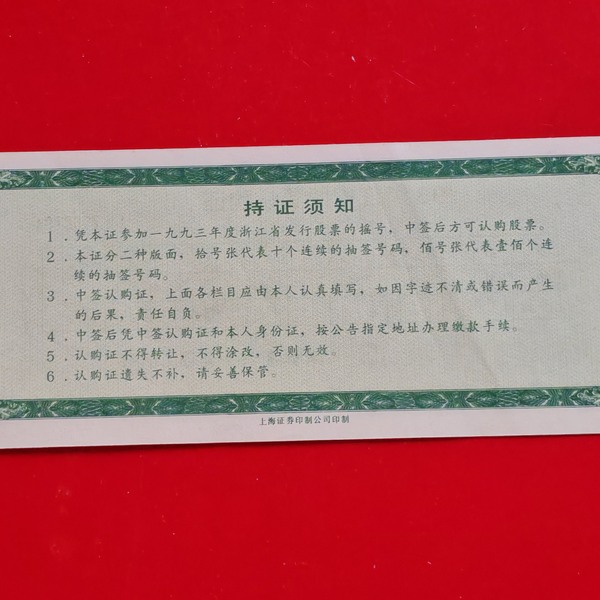 持证须知
1．凭本证参加一九九三年度浙江省发行股票的摇号，中签后方可认购股票。
2．本证分二种版面，拾号张代表十个连续的抽签号码，佰号张代表壹佰个连
续的抽签号码。
3．中签认购证，上面各栏目应由本人认真填写，如因字迹不清或错误而产生
的后果，责任自负。
4．中签后凭中签认购证和本人身份证，按公告指定地址办理缴款手续。
5．认购证不得转让，不得涂改，否则无效。
6．认购证遗失不补，请妥善保管。
上海证券印制公司印制